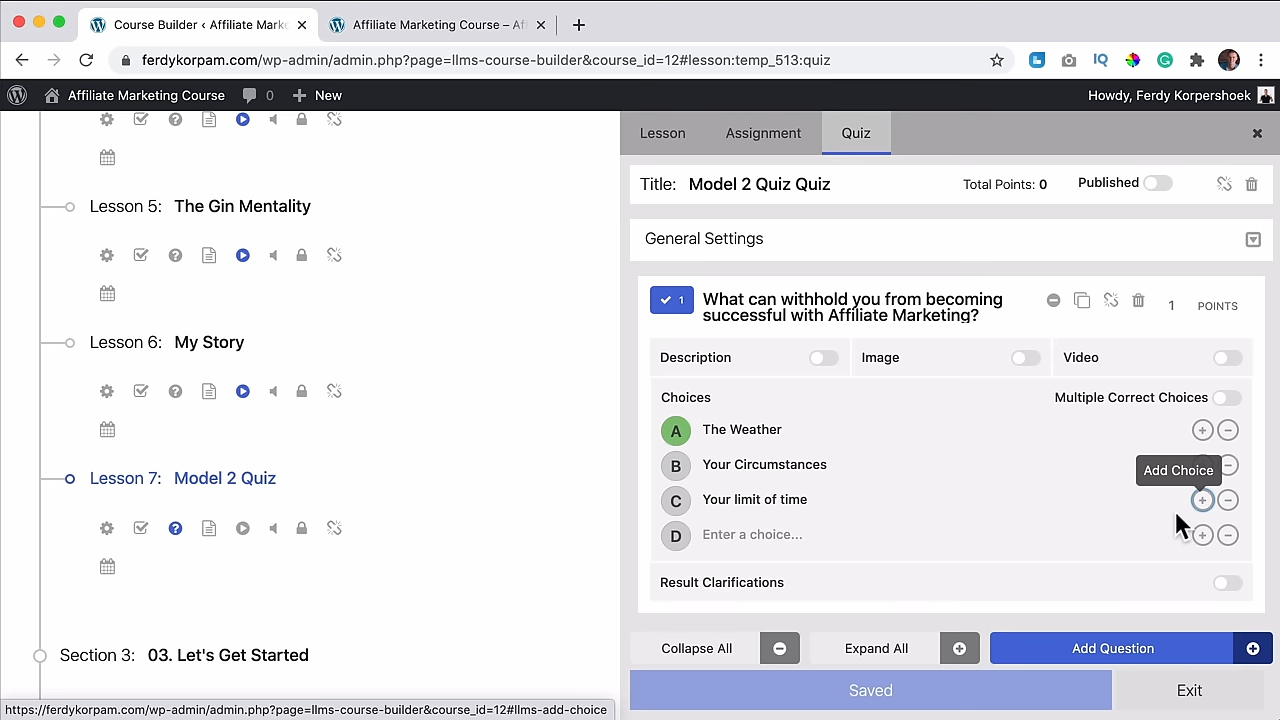 Course Builder ‹ Affiliate Mark
Affiliate Marketing Course – Af
ferdykorpam.com/wp-admin/admin.php?page=llms-course-builder&course_id=12#lesson:temp_513:quiz
Affiliate Marketing Course
0
New
Howdy, Ferdy Korpershoek
Lesson
Assignment
Quiz
Title: Model 2 Quiz Quiz
Total Points: 0
Published
Lesson 5: The Gin Mentality
General Settings
1
What can withhold you from becoming
successful with Affiliate Marketing?
1 POINTS
Lesson 6: My Story
Description
Image
Video
Choices
Multiple Correct Choices
A The Weather
B Your Circumstances
Add Choice
Lesson 7: Model 2 Quiz
C Your limit of time
D Enter a choice...
Result Clarifications
Section 3: 03. Let's Get Started
Collapse All
Expand All
Add Question
Saved
Exit
https://ferdykorpam.com/wp-admin/admin.php?page=llms-course-builder&course_id=12#llms-add-choice